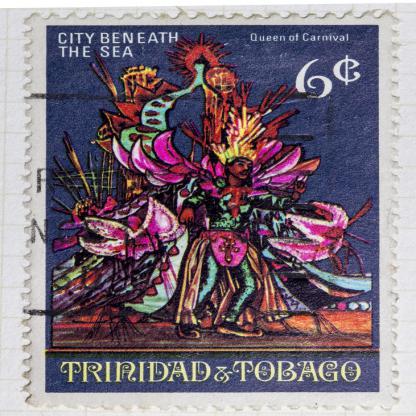 CITY BENEATH
THE SEA
Queen of Carnival
6¢
TRINIDAD & TOBAGO